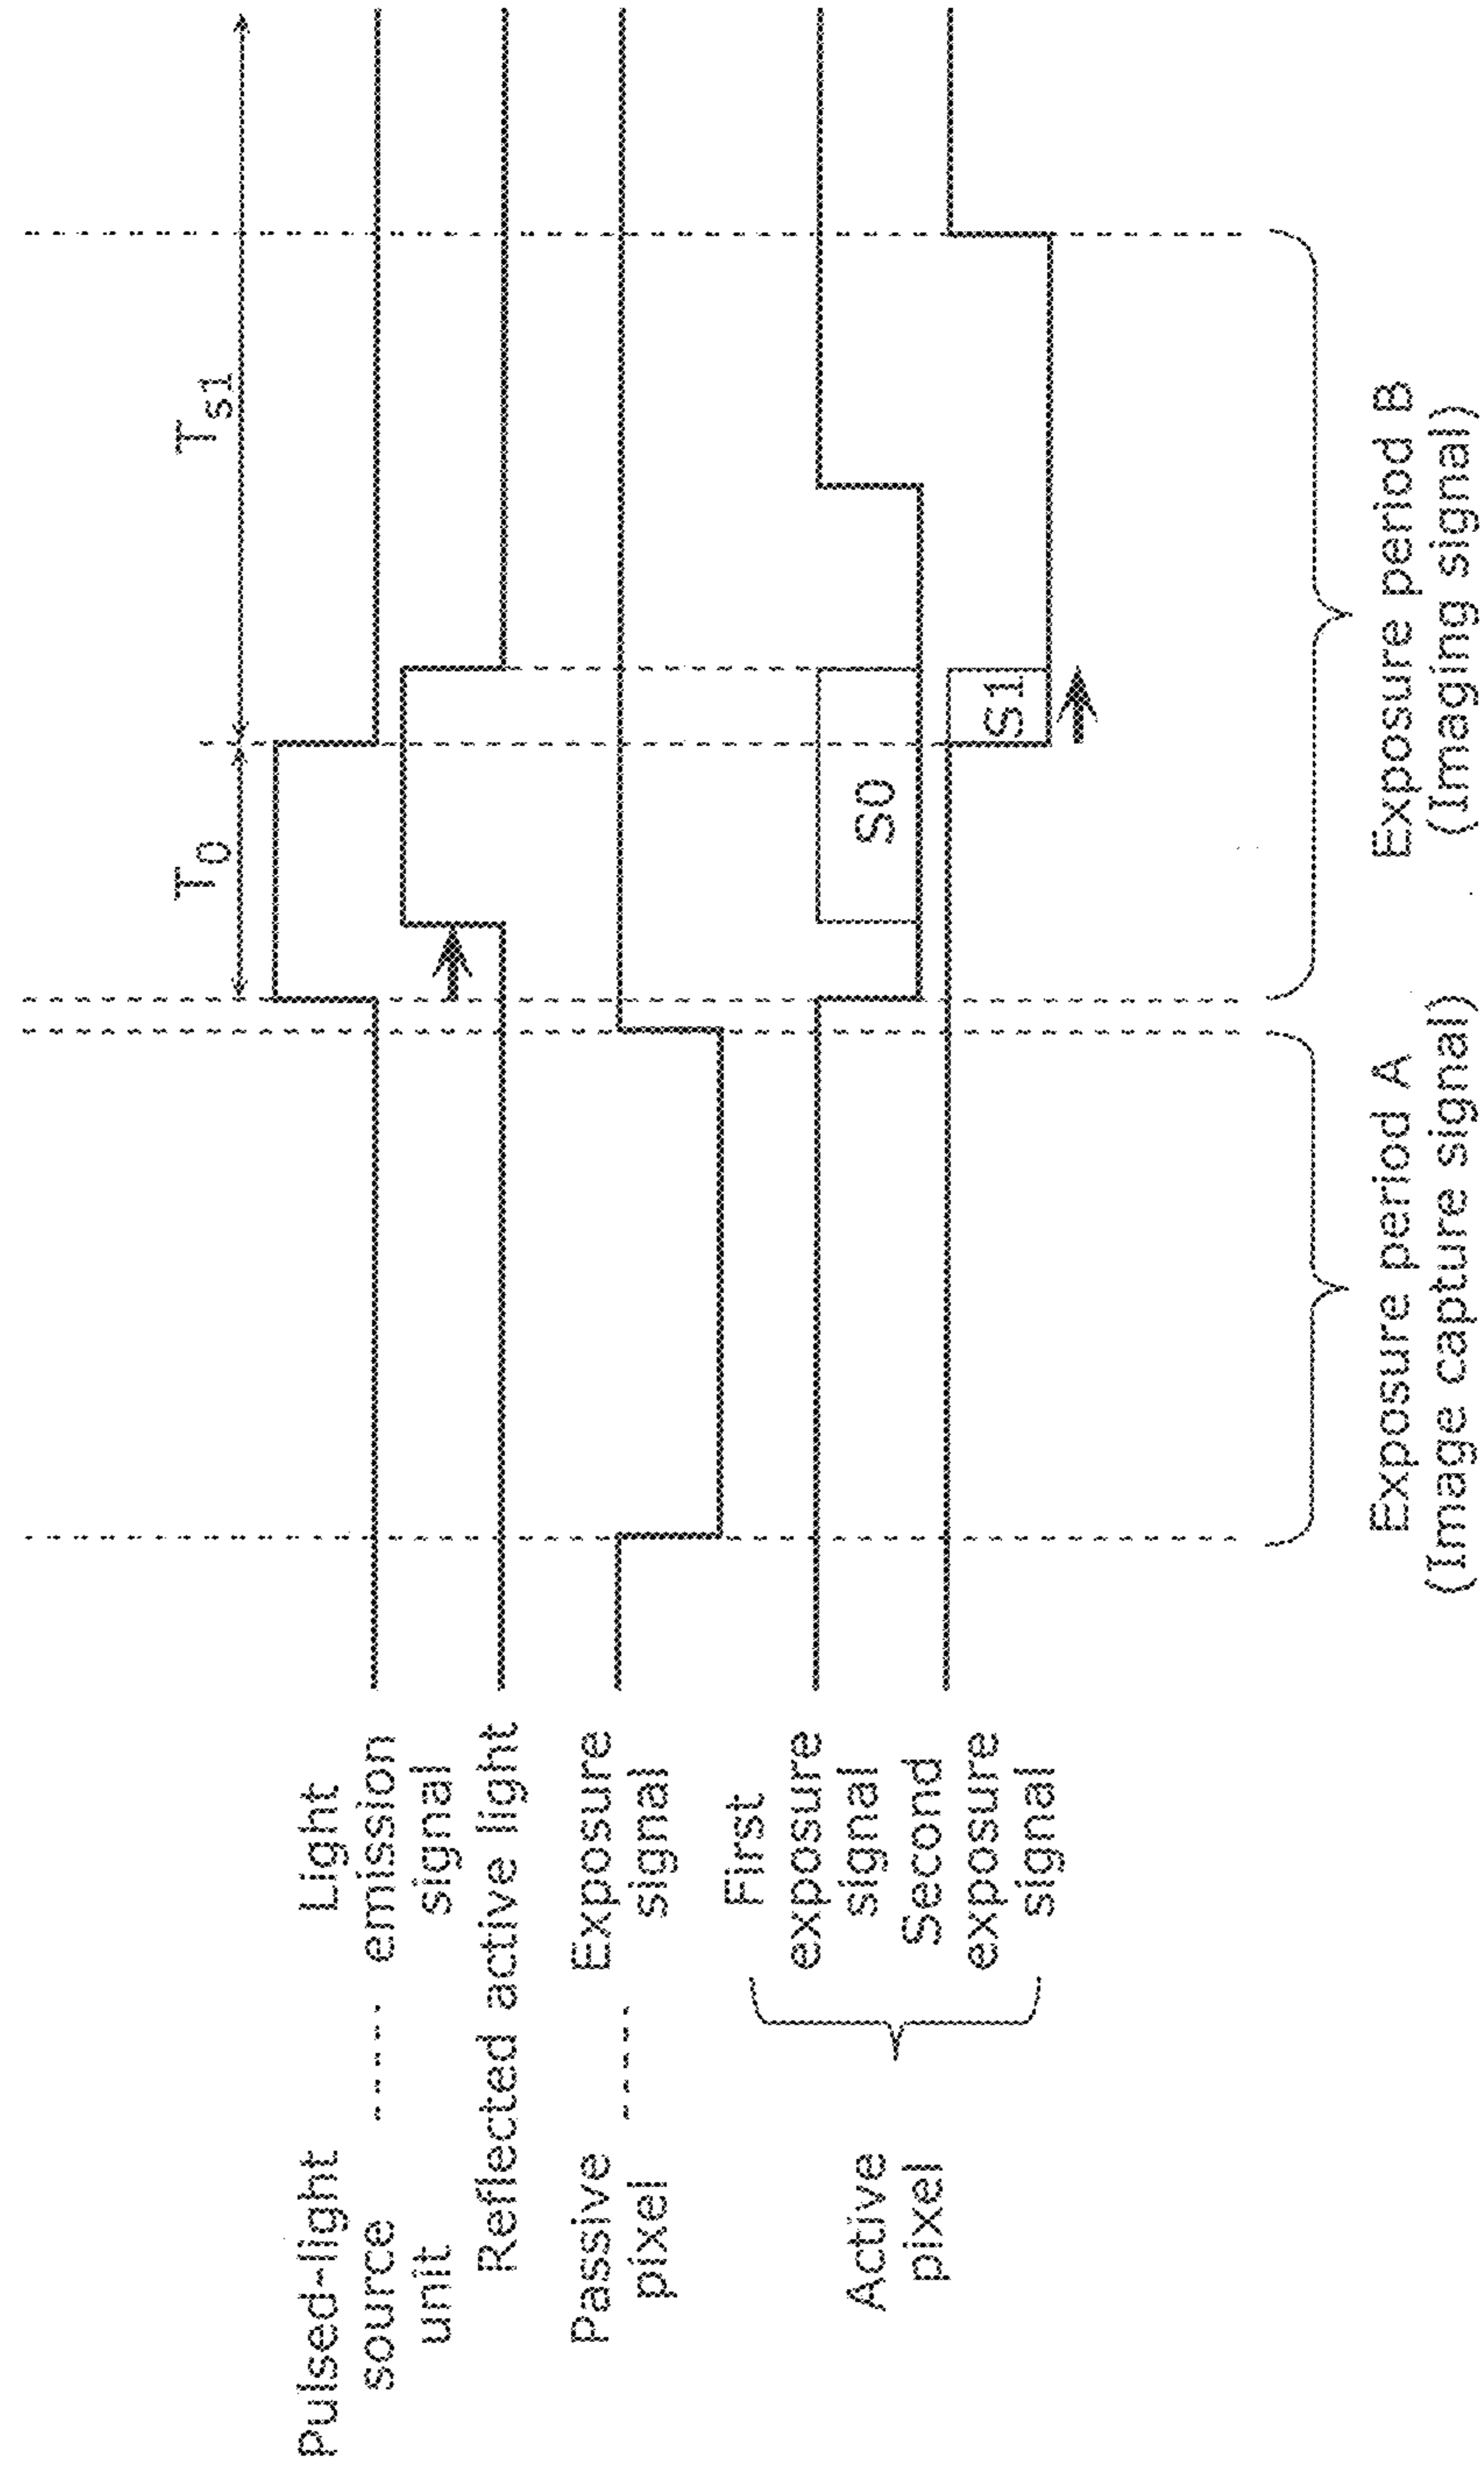 T0
Ts1
Pulsed-light
source
unit
Light
emission
signal
Reflected active light
Passive
pixel
Exposure
signal
Active
pixel
First
exposure
signal
Second
exposure
signal
S0
S1
Exposure period A
(Image capture signal)
Exposure period B
(Imaging signal)